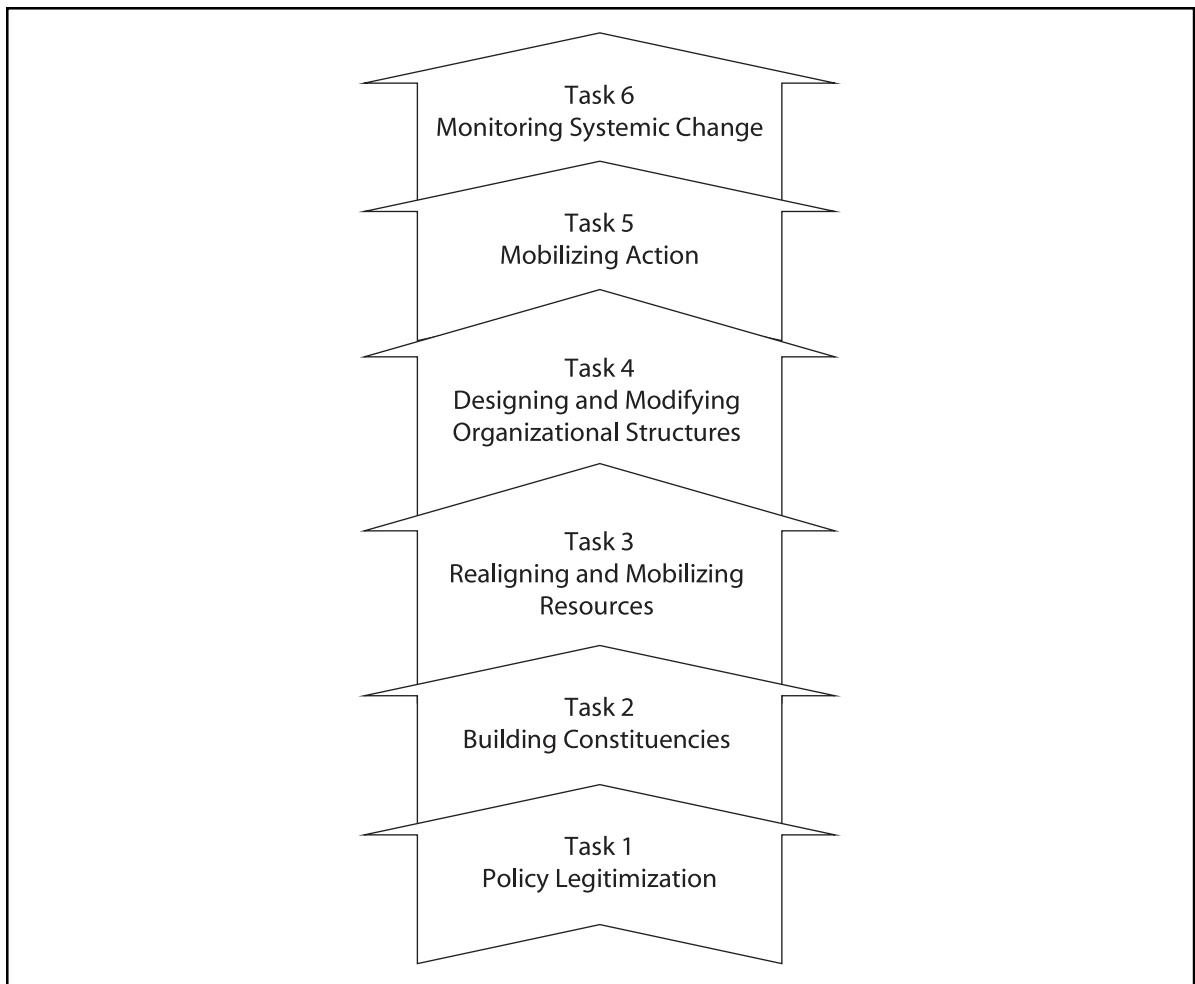 Task 6
Monitoring Systemic Change
Task 5
Mobilizing Action
Task 4
Designing and Modifying
Organizational Structures
Task 3
Realigning and Mobilizing
Resources
Task 2
Building Constituencies
Task 1
Policy Legitimization